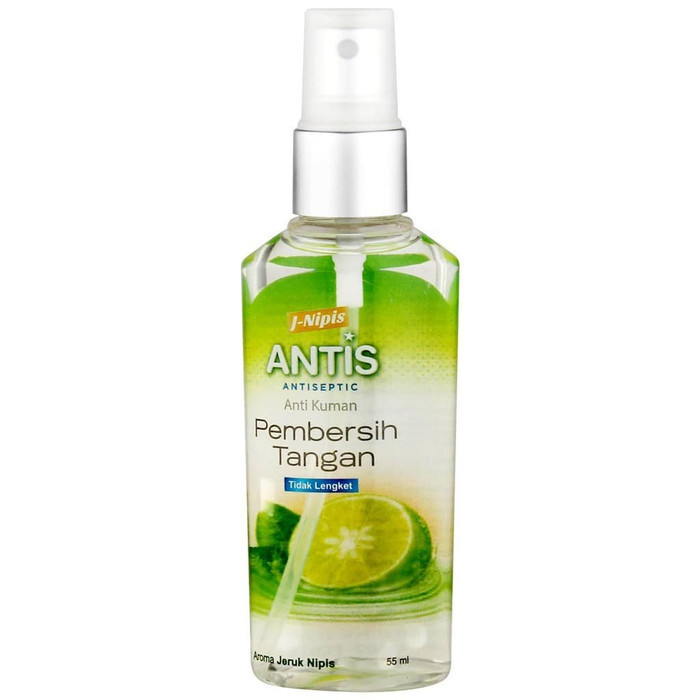 J-Nipis
ANTIS
ANTISEPTIC
Anti Kuman
Pembersih
Tangan
Tidak Lengket
Aroma Jeruk Nipis
55 ml